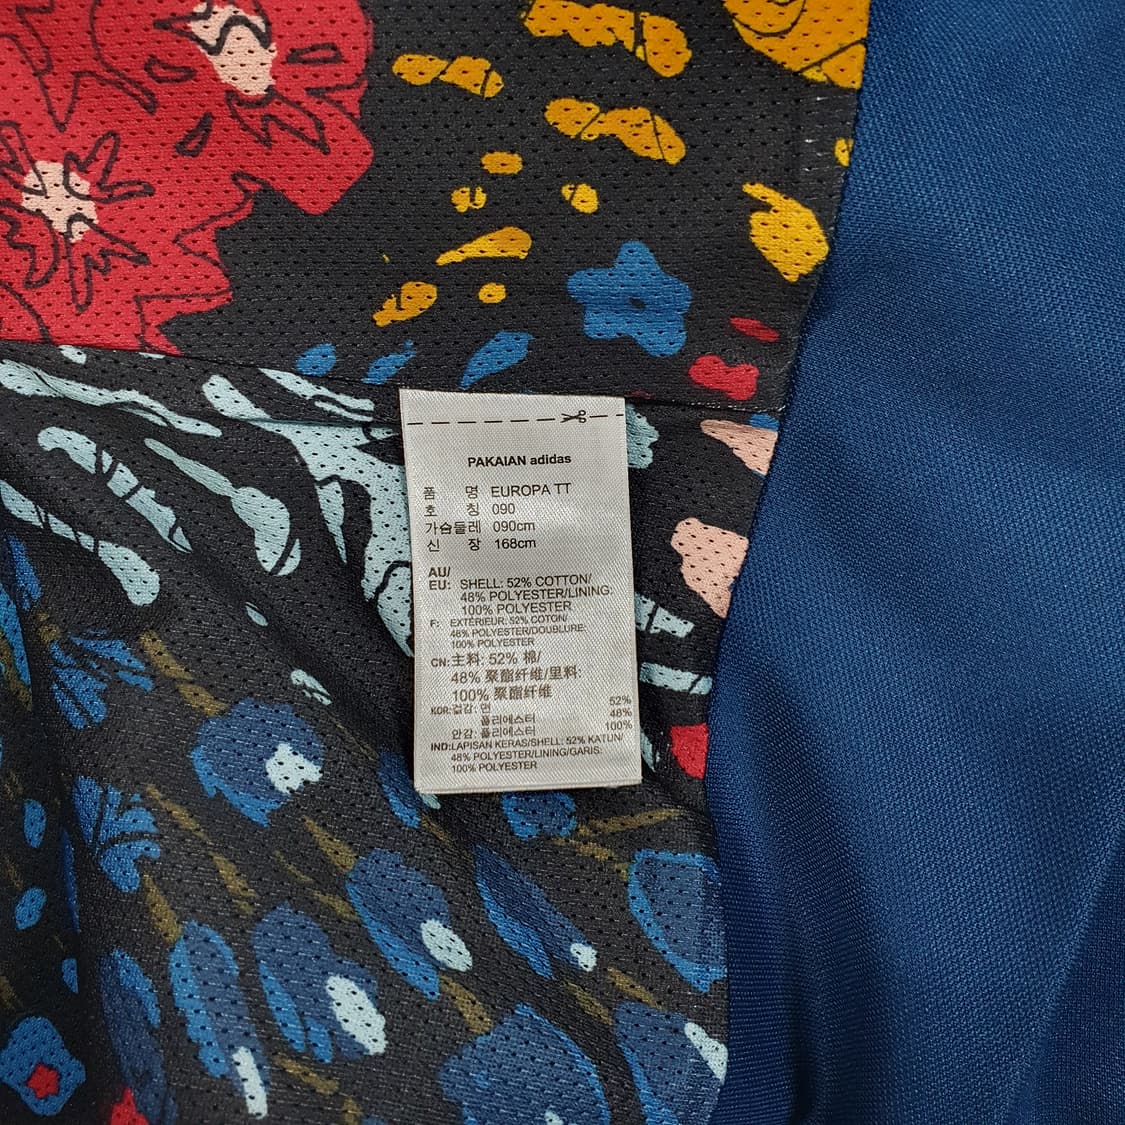 PAKAIAN adidas
품 명 EUROPA TT
호 칭 090
가슴둘레 090cm
신 장 168cm
AU/
EU: SHELL: 52% COTTON/
48% POLYESTER/LINING:
100% POLYESTER
F: EXTÉRIEUR: 52% COTON/
48% POLYESTER/DOUBLURE:
100% POLYESTER
CN: 主料: 52% 棉/
48% 聚酯纤维/里料:
100% 聚酯纤维
KOR: 겉감: 면 52%
폴리에스터 48%
안감: 폴리에스터 100%
IND: LAPISAN KERAS/SHELL: 52% KATUN/
48% POLYESTER/LINING/GARIS:
100% POLYESTER